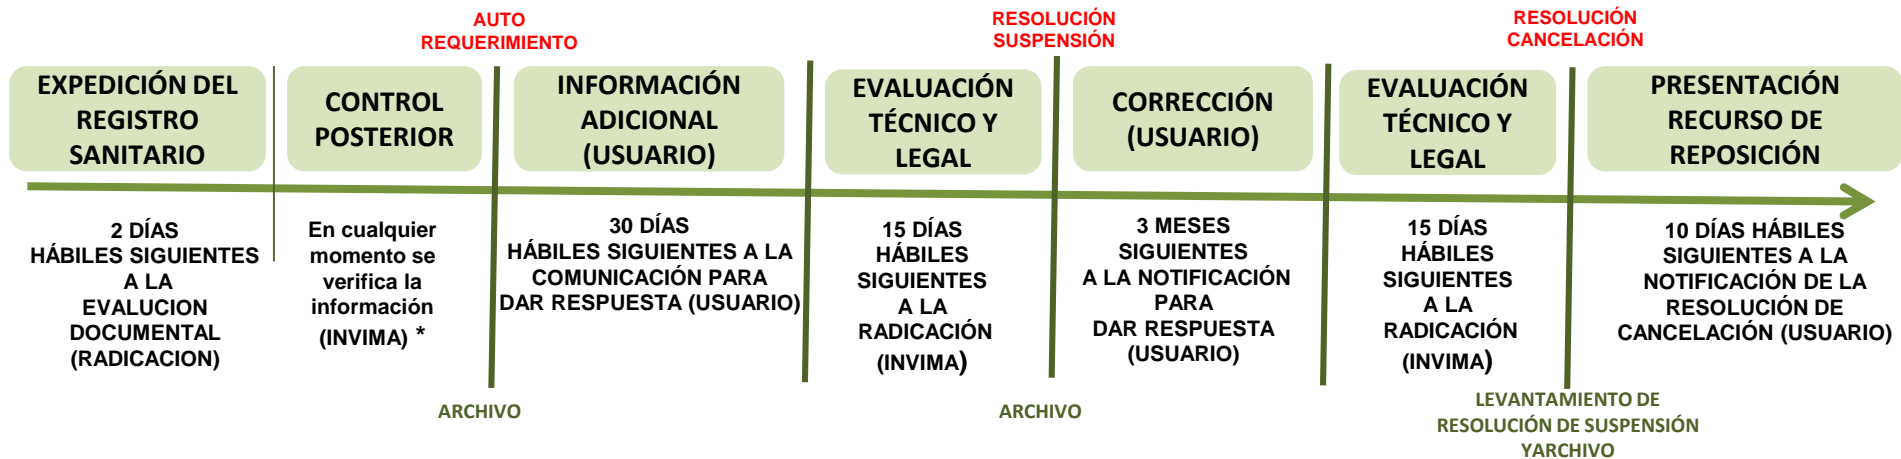 AUTO
REQUERIMIENTO
RESOLUCIÓN
SUSPENSIÓN
RESOLUCIÓN
CANCELACIÓN
EXPEDICIÓN DEL
REGISTRO
SANITARIO
CONTROL
POSTERIOR
INFORMACIÓN
ADICIONAL
(USUARIO)
EVALUACIÓN
TÉCNICO Y
LEGAL
CORRECCIÓN
(USUARIO)
EVALUACIÓN
TÉCNICO Y
LEGAL
PRESENTACIÓN
RECURSO DE
REPOSICIÓN
2 DÍAS
HÁBILES SIGUIENTES
A LA
EVALUCION
DOCUMENTAL
(RADICACION)
En cualquier
momento se
verifica la
información
(INVIMA) *
30 DÍAS
HÁBILES SIGUIENTES A LA
COMUNICACIÓN PARA
DAR RESPUESTA (USUARIO)
15 DÍAS
HÁBILES
SIGUIENTES
A LA
RADICACIÓN
(INVIMA)
3 MESES
SIGUIENTES
A LA NOTIFICACIÓN
PARA
DAR RESPUESTA
(USUARIO)
15 DÍAS
HÁBILES
SIGUIENTES
A LA
RADICACIÓN
(INVIMA)
10 DÍAS HÁBILES
SIGUIENTES A LA
NOTIFICACIÓN DE LA
RESOLUCIÓN DE
CANCELACIÓN (USUARIO)
ARCHIVO
ARCHIVO
LEVANTAMIENTO DE
RESOLUCIÓN DE SUSPENSIÓN
YARCHIVO